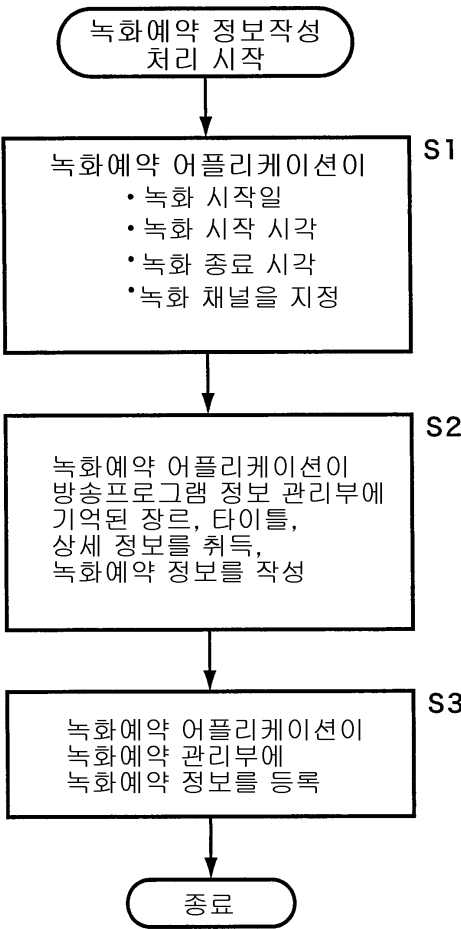 녹화예약 정보작성
처리 시작
S1
녹화예약 어플리케이션이
• 녹화 시작일
• 녹화 시작 시각
• 녹화 종료 시각
• 녹화 채널을 지정
S2
녹화예약 어플리케이션이
방송프로그램 정보 관리부에
기억된 장르, 타이틀,
상세 정보를 취득,
녹화예약 정보를 작성
S3
녹화예약 어플리케이션이
녹화예약 관리부에
녹화예약 정보를 등록
종료